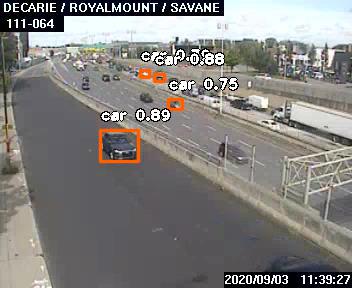 DECARIE / ROYALMOUNT / SAVANE
111-064
car 0.88
car 0.75
car 0.89
2020/09/03 11:39:27